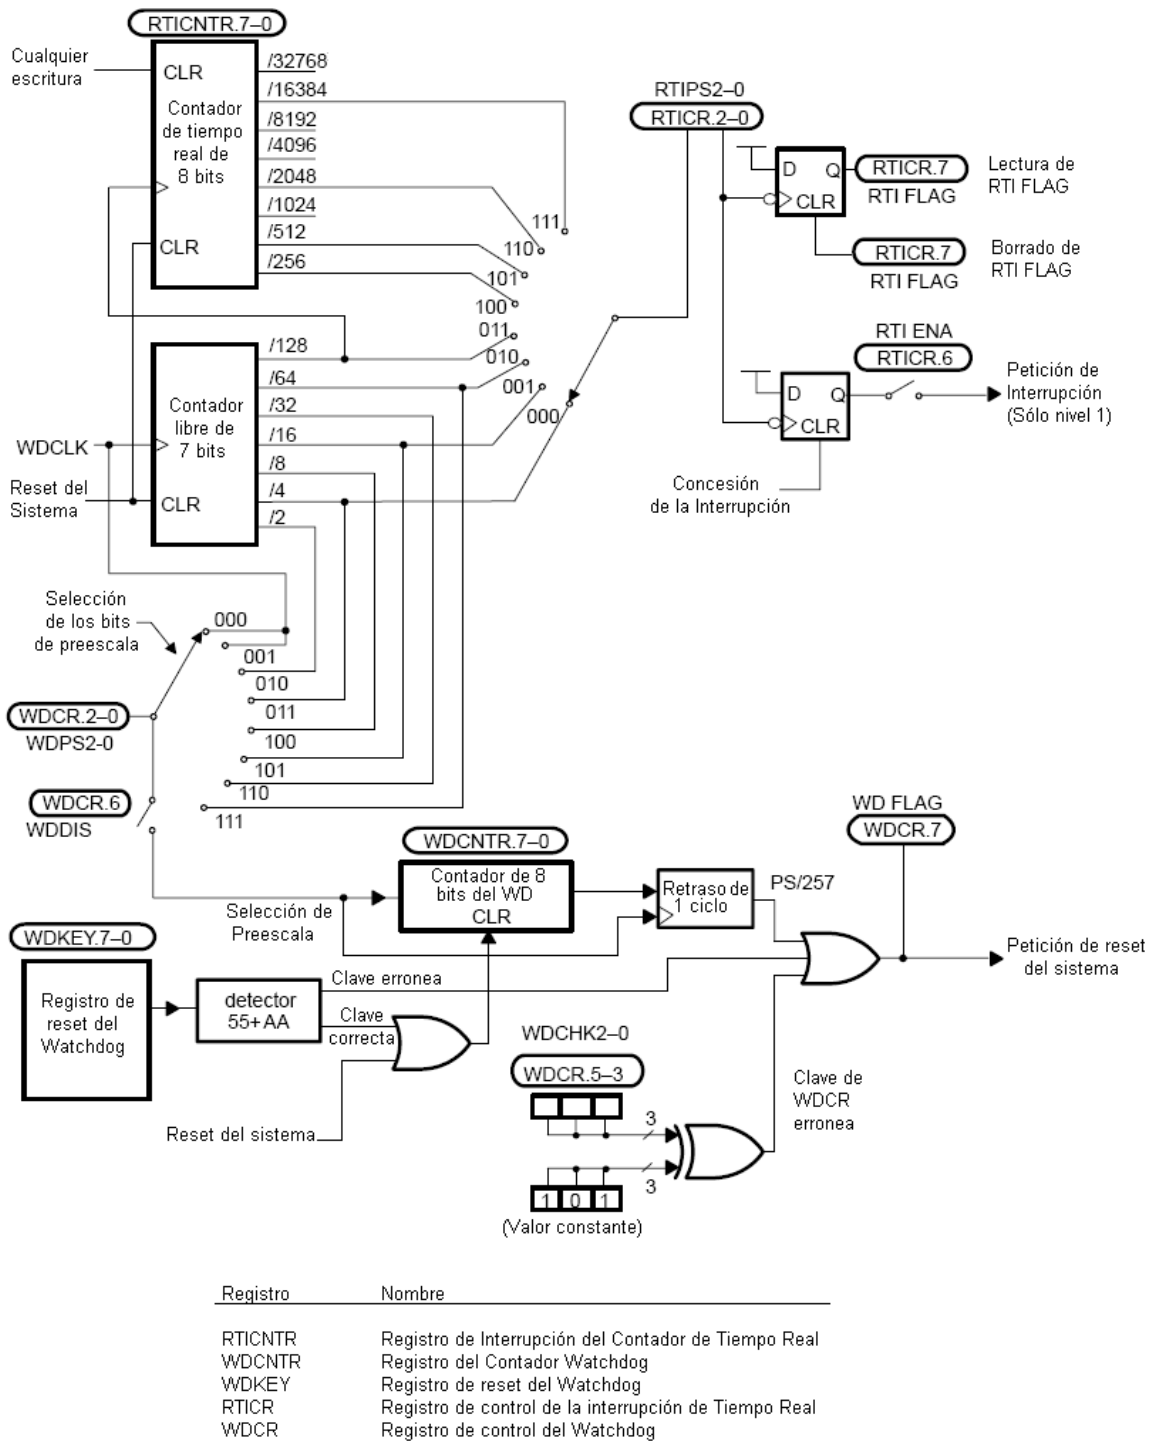 RTICNTR.7–0
Cualquier
escritura
CLR
Contador
de tiempo
real de
8 bits
CLR
/32768
/16384
/8192
/4096
/2048
/1024
/512
/256
111
110
101
100
011
010
001
000
RTIPS2–0
RTICR.2–0
D Q
CLR
RTICR.7
RTI FLAG
Lectura de
RTI FLAG
RTICR.7
RTI FLAG
Borrado de
RTI FLAG
RTI ENA
RTICR.6
D Q
CLR
Petición de
Interrupción
(Sólo nivel 1)
Concesión
de la Interrupción
WDCLK
Reset del
Sistema
Contador
libre de
7 bits
CLR
/128
/64
/32
/16
/8
/4
/2
Selección
de los bits
de preescala
000
001
010
011
100
101
110
111
WDCR.2–0
WDPS2-0
WDCR.6
WDDIS
WDCNTR.7–0
Contador de 8
bits del WD
CLR
Selección de
Preescala
Retraso de
1 ciclo
PS/257
WD FLAG
WDCR.7
Petición de reset
del sistema
WDKEY.7–0
Registro de
reset del
Watchdog
detector
55+AA
Clave erronea
Clave
correcta
Reset del sistema
WDCHK2–0
WDCR.5–3
3
3
1 0 1
(Valor constante)
Clave de
WDCR
erronea
Registro Nombre
RTICNTR Registro de Interrupción del Contador de Tiempo Real
WDCNTR Registro del Contador Watchdog
WDKEY Registro de reset del Watchdog
RTICR Registro de control de la interrupción de Tiempo Real
WDCR Registro de control del Watchdog